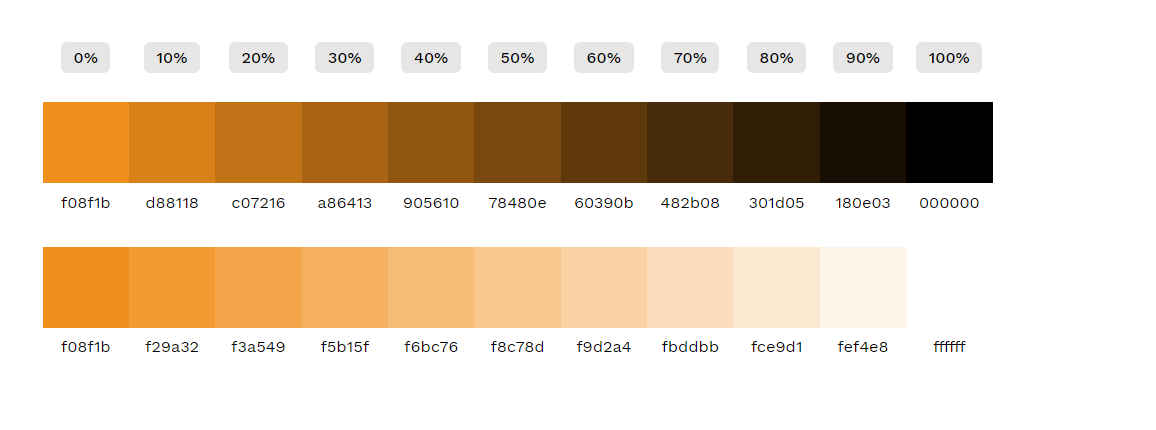 0% 10% 20% 30% 40% 50% 60% 70% 80% 90% 100%
f08f1b d88118 c07216 a86413 905610 78480e 60390b 482b08 301d05 180e03 000000
f08f1b f29a32 f3a549 f5b15f f6bc76 f8c78d f9d2a4 fbddbb fce9d1 fef4e8 ffffff